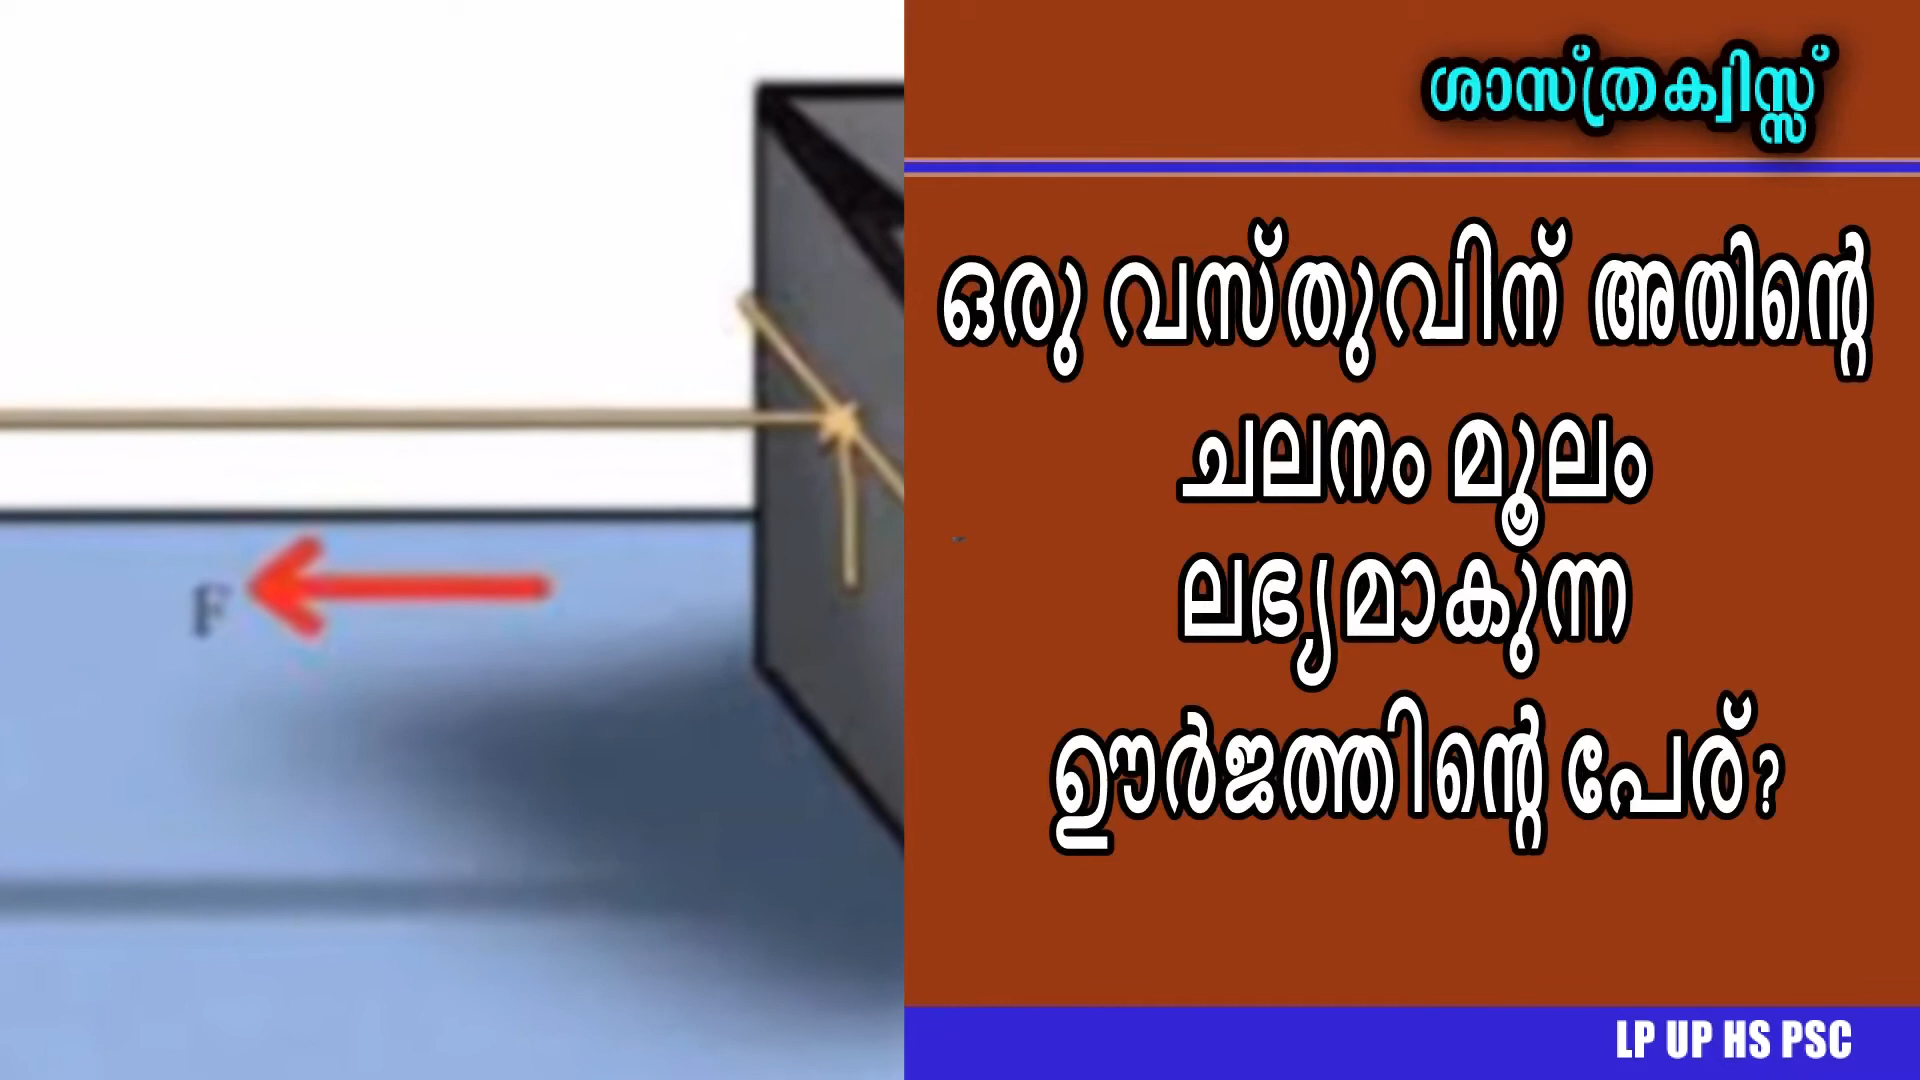 ശാസ്ത്രക്വിസ്സ്
ഒരു വസ്തുവിന് അതിന്റെ
ചലനം മൂലം
ലഭ്യമാകുന്ന
ഊർജത്തിന്റെ പേര്?
F
LP UP HS PSC